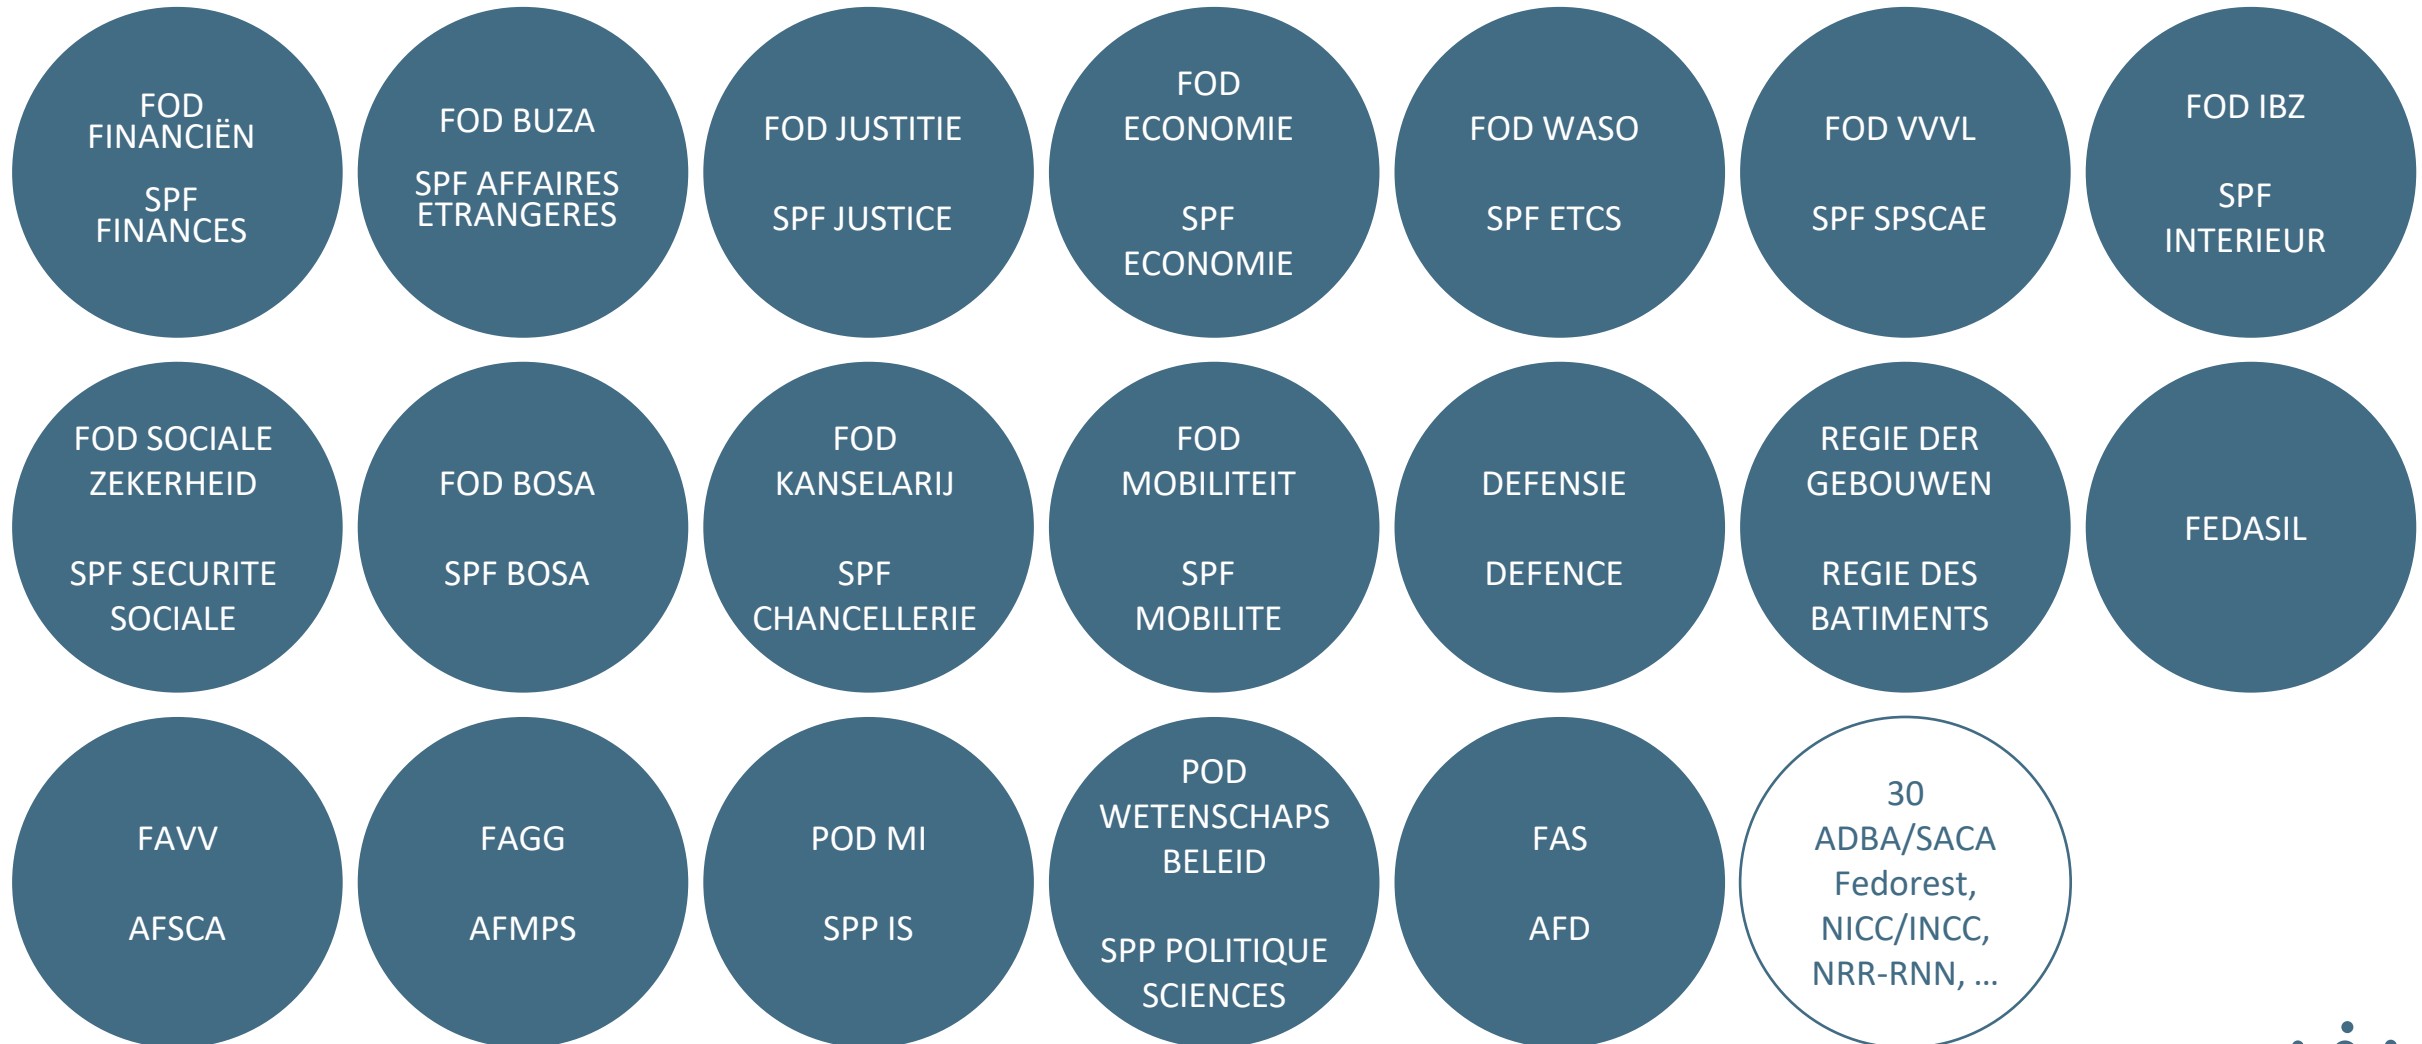 FOD
FINANCIËN
SPF
FINANCES
FOD BUZA
SPF AFFAIRES
ETRANGERES
FOD JUSTITIE
SPF JUSTICE
FOD
ECONOMIE
SPF
ECONOMIE
FOD WASO
SPF ETCS
FOD VVVL
SPF SPSCAE
FOD IBZ
SPF
INTERIEUR
FOD SOCIALE
ZEKERHEID
SPF SECURITE
SOCIALE
FOD BOSA
SPF BOSA
FOD
KANSELARIJ
SPF
CHANCELLERIE
FOD
MOBILITEIT
SPF
MOBILITE
DEFENSIE
DEFENCE
REGIE DER
GEBOUWEN
REGIE DES
BATIMENTS
FEDASIL
FAVV
AFSCA
FAGG
AFMPS
POD MI
SPP IS
POD
WETENSCHAPS
BELEID
SPP POLITIQUE
SCIENCES
FAS
AFD
30
ADBA/SACA
Fedorest,
NICC/INCC,
NRR-RNN, ...